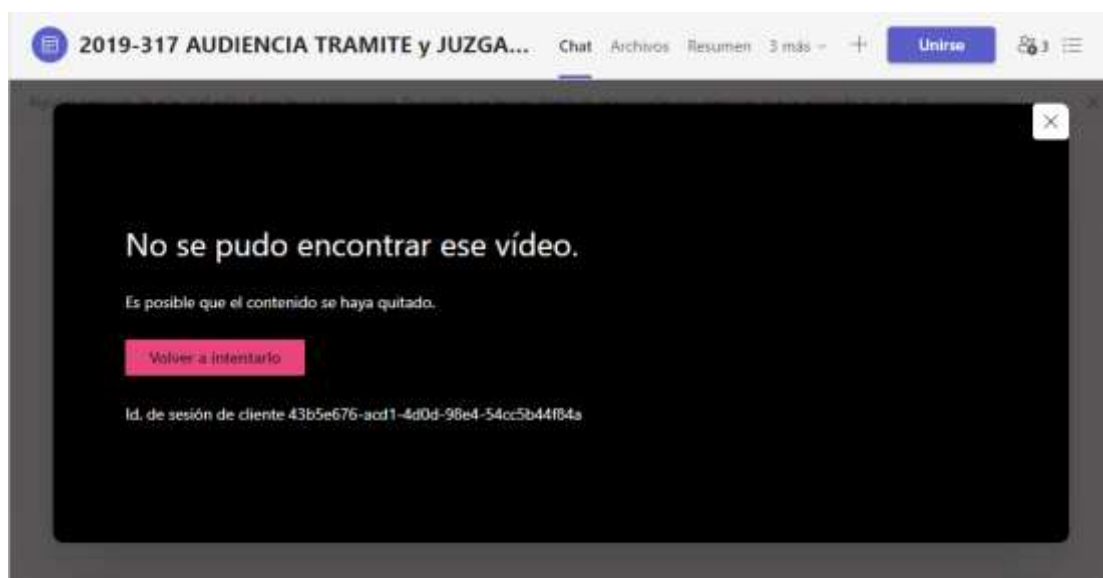 2019-317 AUDIENCIA TRAMITE y JUZGA...
Chat Archivos Resumen 3 más + Unirse 3
No se pudo encontrar ese vídeo.
Es posible que el contenido se haya quitado.
Volver a intentarlo
Id. de sesión de cliente 43b5e676-acd1-4d0d-98e4-54cc5b44f84a